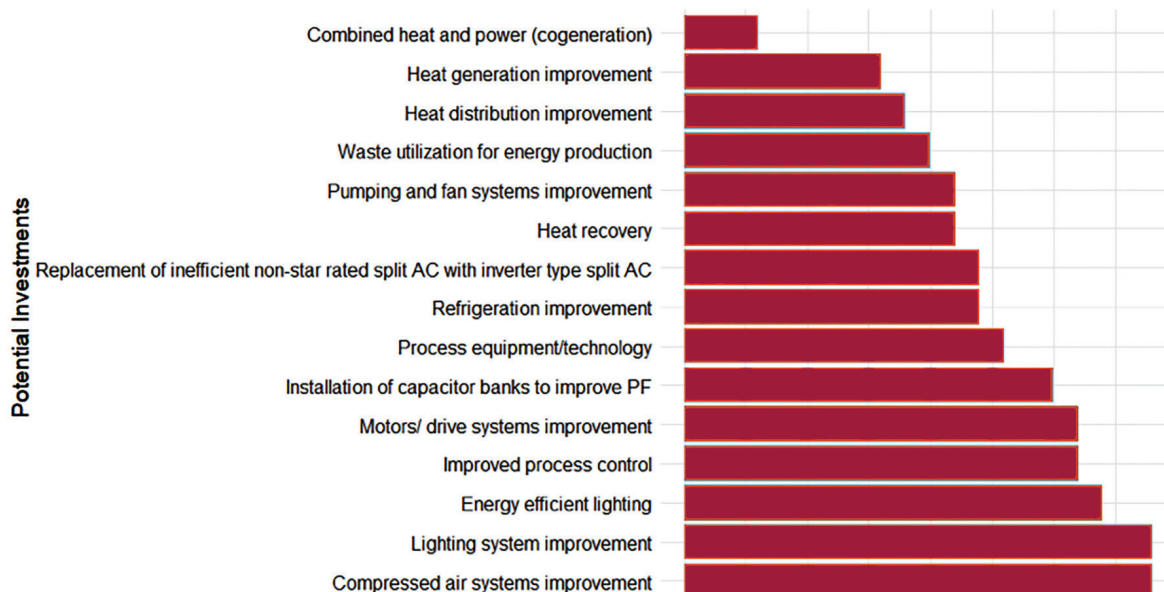 Potential Investments
Combined heat and power (cogeneration)
Heat generation improvement
Heat distribution improvement
Waste utilization for energy production
Pumping and fan systems improvement
Heat recovery
Replacement of inefficient non-star rated split AC with inverter type split AC
Refrigeration improvement
Process equipment/technology
Installation of capacitor banks to improve PF
Motors/ drive systems improvement
Improved process control
Energy efficient lighting
Lighting system improvement
Compressed air systems improvement